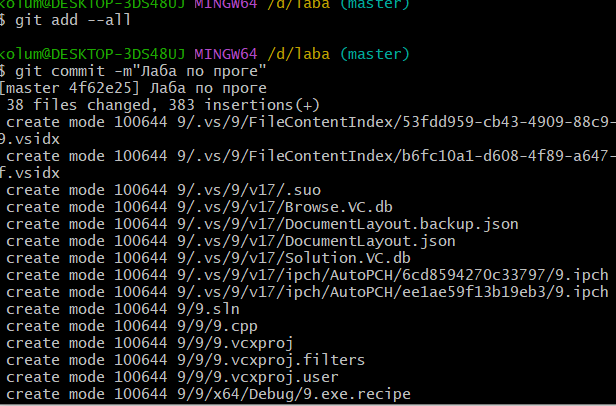 kolum@DESKTOP-3DS48UJ MINGW64 /d/laba (master)
$ git add --all
kolum@DESKTOP-3DS48UJ MINGW64 /d/laba (master)
$ git commit -m"Лаба по проге"
[master 4f62e25] Лаба по проге
38 files changed, 383 insertions(+)
create mode 100644 9/.vs/9/FileContentIndex/53fdd959-cb43-4909-88c9-
9.vsidx
create mode 100644 9/.vs/9/FileContentIndex/b6fc10a1-d608-4f89-a647-
f.vsidx
create mode 100644 9/.vs/9/v17/.suo
create mode 100644 9/.vs/9/v17/Browse.VC.db
create mode 100644 9/.vs/9/v17/DocumentLayout.backup.json
create mode 100644 9/.vs/9/v17/DocumentLayout.json
create mode 100644 9/.vs/9/v17/Solution.VC.db
create mode 100644 9/.vs/9/v17/ipch/AutoPCH/6cd8594270c33797/9.ipch
create mode 100644 9/.vs/9/v17/ipch/AutoPCH/ee1ae59f13b19eb3/9.ipch
create mode 100644 9/9.sln
create mode 100644 9/9/9.cpp
create mode 100644 9/9/9.vcxproj
create mode 100644 9/9/9.vcxproj.filters
create mode 100644 9/9/9.vcxproj.user
create mode 100644 9/9/x64/Debug/9.exe.recipe